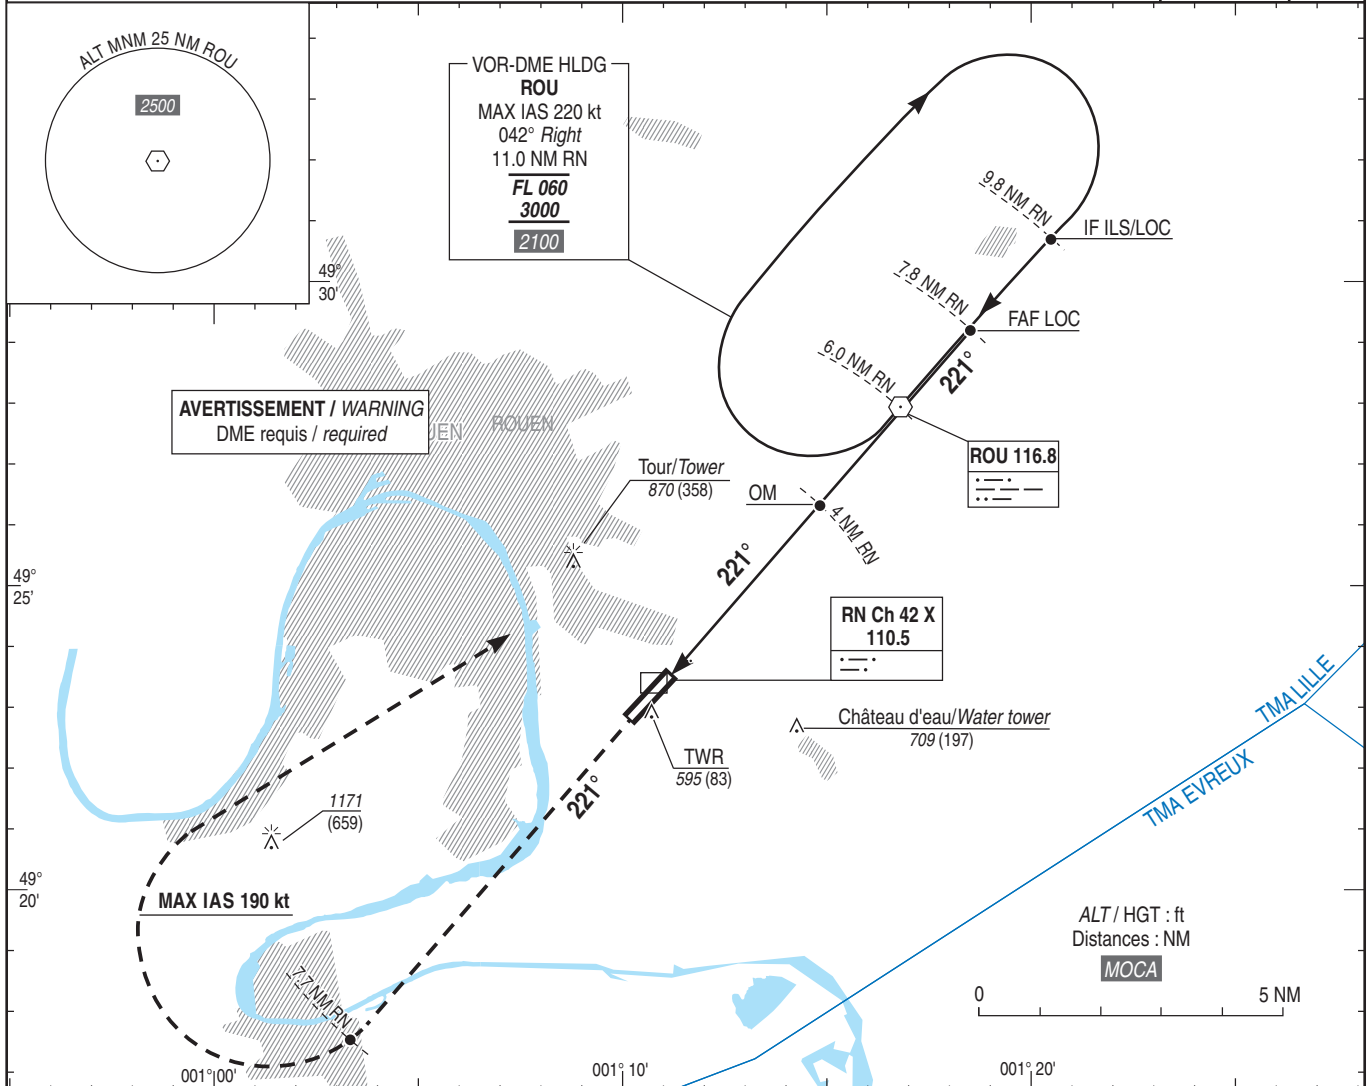 ALT MNM 25 NM ROU
2500
VOR-DME HLDG
ROU
MAX IAS 220 kt
042° Right
11.0 NM RN
FL 060
3000
2100
9.8 NM RN
IF ILS/LOC
7.8 NM RN
FAF LOC
6.0 NM RN
221°
49°
30'
AVERTISSEMENT / WARNING
DME requis / required
UEN
ROUEN
ROU 116.8
Tour/Tower
870 (358)
OM
4 NM RN
221°
49°
25'
RN Ch 42 X
110.5
Château d'eau/Water tower
709 (197)
TWR
595 (83)
TMA LILLE
TMA EVREUX
221°
1171
(659)
49°
20'
MAX IAS 190 kt
7.7 NM RN
ALT / HGT : ft
Distances : NM
MOCA
0 5 NM
001° 00'
001° 10'
001° 20'